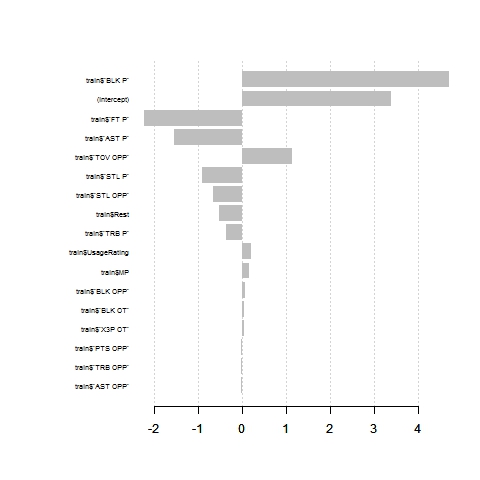 train$`BLK P`
(Intercept)
train$`FT P`
train$`AST P`
train$`TOV OPP`
train$`STL P`
train$`STL OPP`
train$Rest
train$`TRB P`
train$UsageRating
train$MP
train$`BLK OPP`
train$`BLK OT`
train$`X3P OT`
train$`PTS OPP`
train$`TRB OPP`
train$`AST OPP`
-2 -1 0 1 2 3 4